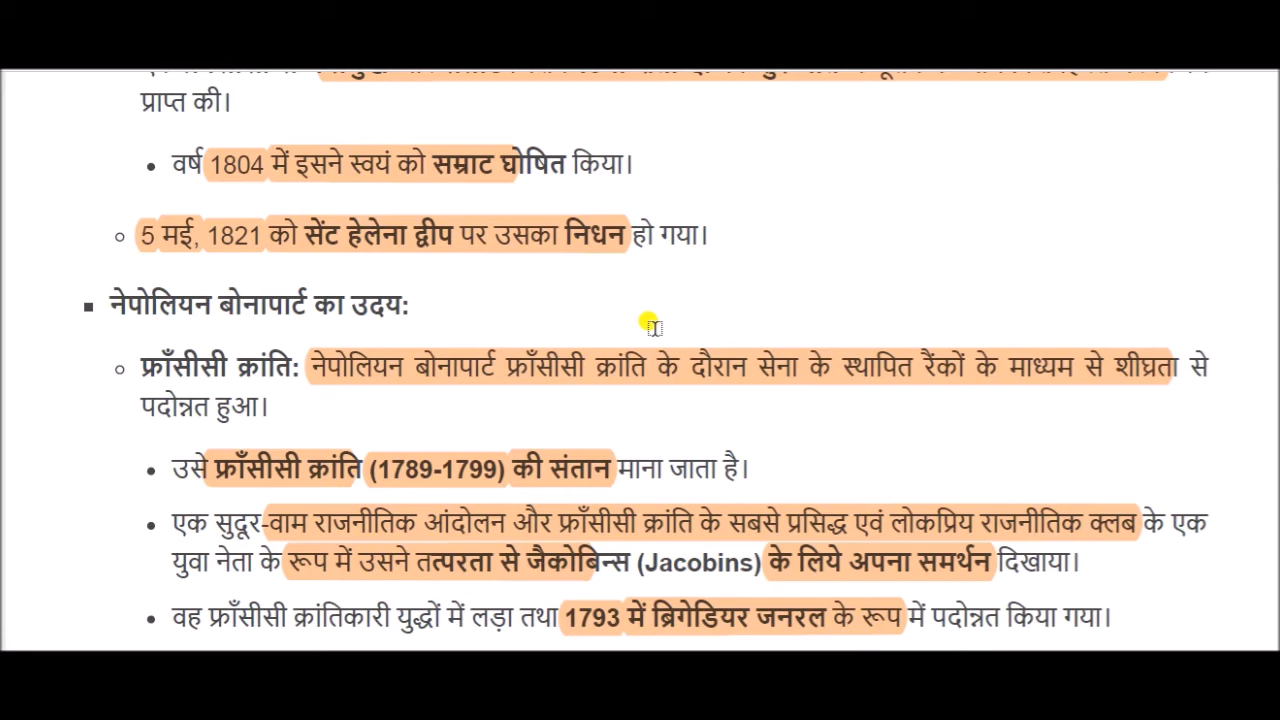 प्राप्त की।
वर्ष 1804 में इसने स्वयं को सम्राट घोषित किया।
5 मई, 1821 को सेंट हेलेना द्वीप पर उसका निधन हो गया।
नेपोलियन बोनापार्ट का उदय:
फ्राँसीसी क्रांति: नेपोलियन बोनापार्ट फ्राँसीसी क्रांति के दौरान सेना के स्थापित रैंकों के माध्यम से शीघ्रता से
पदोन्नत हुआ।
उसे फ्राँसीसी क्रांति (1789-1799) की संतान माना जाता है।
एक सुदूर-वाम राजनीतिक आंदोलन और फ्राँसीसी क्रांति के सबसे प्रसिद्ध एवं लोकप्रिय राजनीतिक क्लब के एक
युवा नेता के रूप में उसने तत्परता से जैकोबिन्स (Jacobins) के लिये अपना समर्थन दिखाया।
वह फ्राँसीसी क्रांतिकारी युद्धों में लड़ा तथा 1793 में ब्रिगेडियर जनरल के रूप में पदोन्नत किया गया।